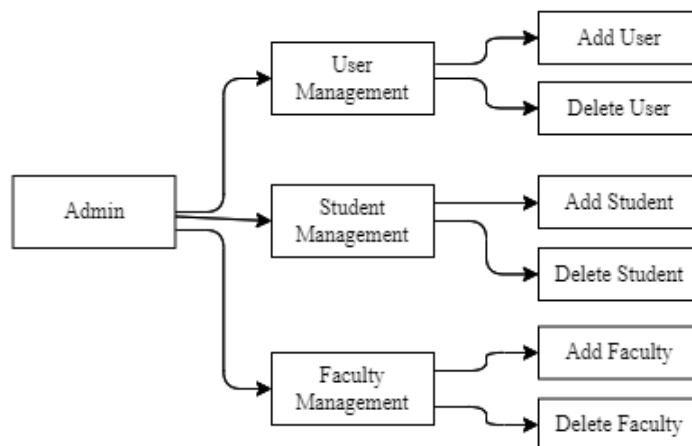 Add User
User
Management
Delete User
Admin
Student
Management
Add Student
Delete Student
Faculty
Management
Add Faculty
Delete Faculty